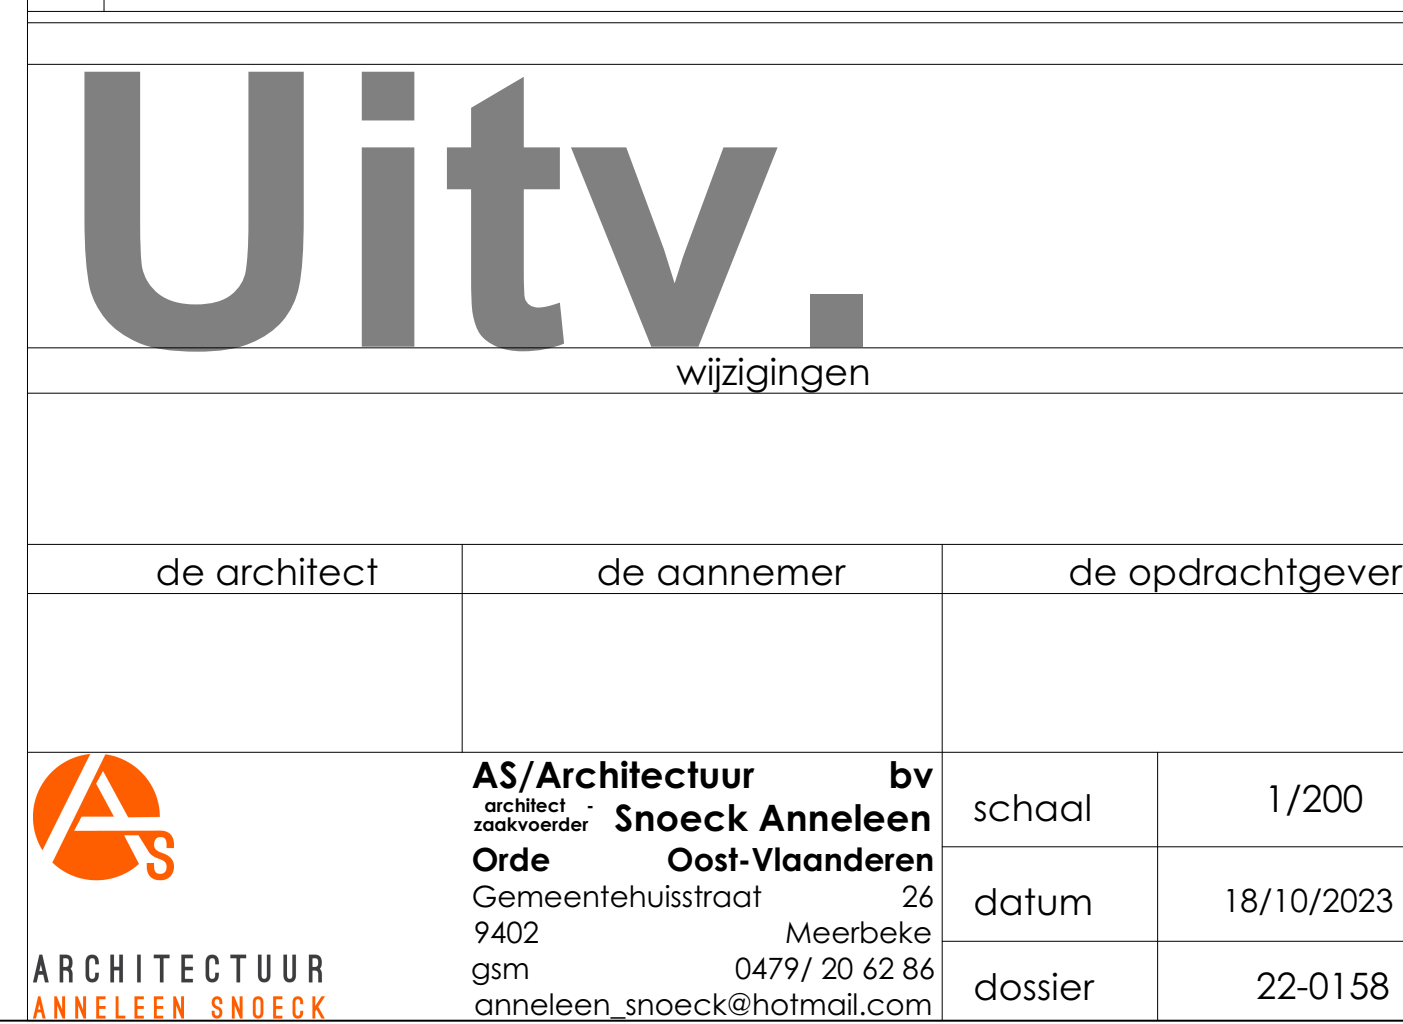 Uitv.
wijzigingen
de architect de aannemer de opdrachtgever
AS
ARCHITECTUUR
ANNELEEN SNOECK
AS/Architectuur bv
architect - zaakvoerder Snoeck Anneleen
Orde Oost-Vlaanderen
Gemeentehuisstraat 26
9402 Meerbeke
gsm 0479/ 20 62 86
anneleen_snoeck@hotmail.com
schaal 1/200
datum 18/10/2023
dossier 22-0158